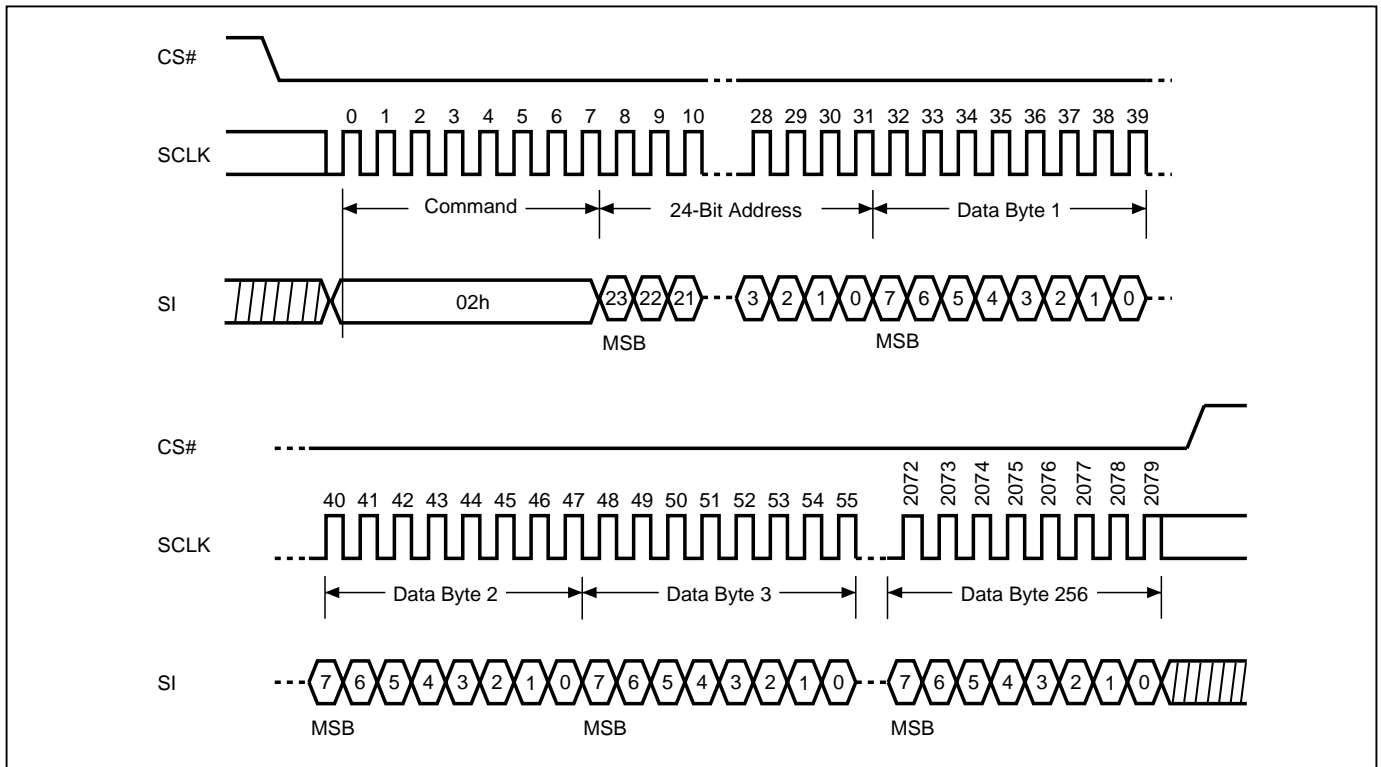 CS#
0 1 2 3 4 5 6 7 8 9 10 28 29 30 31 32 33 34 35 36 37 38 39
SCLK
Command 24-Bit Address Data Byte 1
SI 02h 23 22 21 3 2 1 0 7 6 5 4 3 2 1 0
MSB MSB
CS#
40 41 42 43 44 45 46 47 48 49 50 51 52 53 54 55 2072 2073 2074 2075 2076 2077 2078 2079
SCLK
Data Byte 2 Data Byte 3 Data Byte 256
SI 7 6 5 4 3 2 1 0 7 6 5 4 3 2 1 0 7 6 5 4 3 2 1 0
MSB MSB MSB